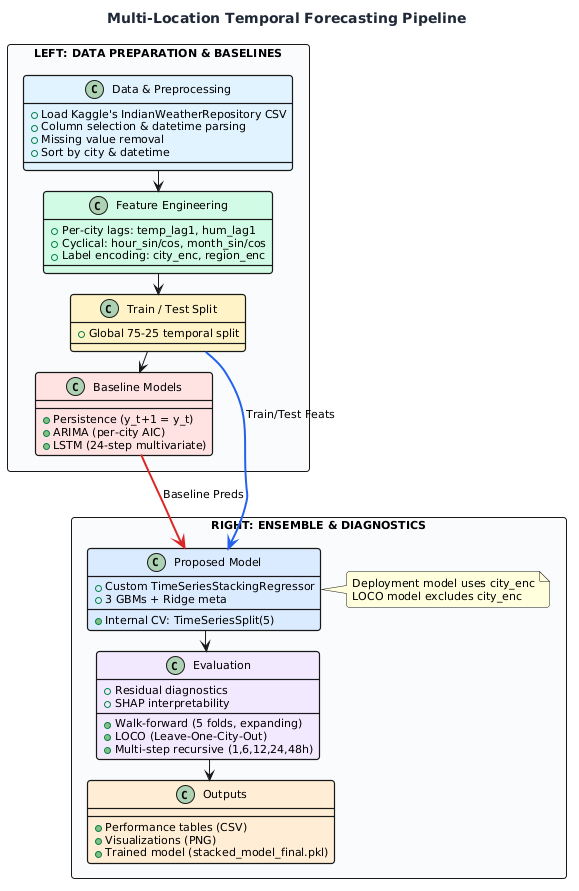 Multi-Location Temporal Forecasting Pipeline
LEFT: DATA PREPARATION & BASELINES
C Data & Preprocessing
Load Kaggle's IndianWeatherRepository CSV
Column selection & datetime parsing
Missing value removal
Sort by city & datetime
C Feature Engineering
Per-city lags: temp_lag1, hum_lag1
Cyclical: hour_sin/cos, month_sin/cos
Label encoding: city_enc, region_enc
C Train / Test Split
Global 75-25 temporal split
C Baseline Models
Persistence (y_t+1 = y_t)
ARIMA (per-city AIC)
LSTM (24-step multivariate)
Train/Test Feats
Baseline Preds
RIGHT: ENSEMBLE & DIAGNOSTICS
C Proposed Model
Custom TimeSeriesStackingRegressor
3 GBMs + Ridge meta
Internal CV: TimeSeriesSplit(5)
Deployment model uses city_enc
LOCO model excludes city_enc
C Evaluation
Residual diagnostics
SHAP interpretability
Walk-forward (5 folds, expanding)
LOCO (Leave-One-City-Out)
Multi-step recursive (1,6,12,24,48h)
C Outputs
Performance tables (CSV)
Visualizations (PNG)
Trained model (stacked_model_final.pkl)